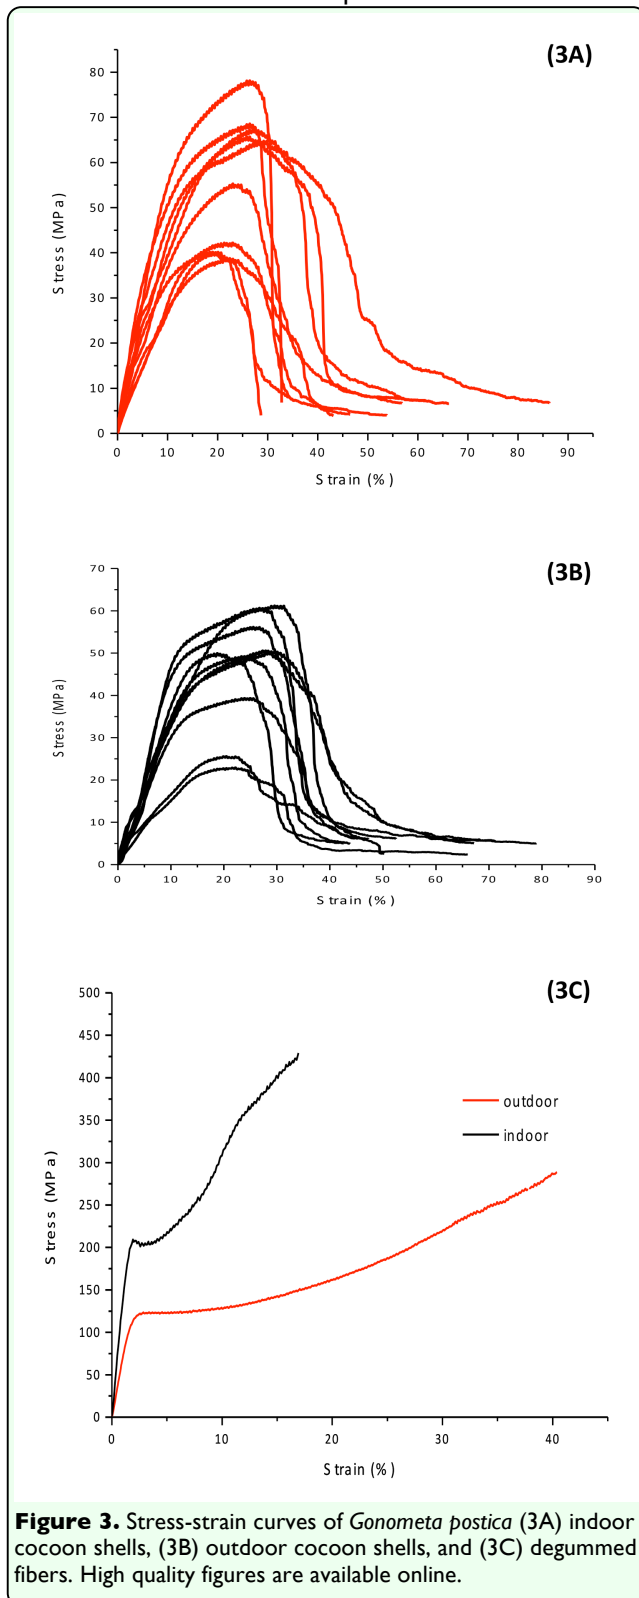 (3A)
80
70
60
50
40
30
20
10
0
Stress (MPa)
0 10 20 30 40 50 60 70 80 90
Strain (%)
(3B)
70
60
50
40
30
20
10
0
Stress (MPa)
0 10 20 30 40 50 60 70 80 90
Strain (%)
(3C)
500
450
400
350
300
250
200
150
100
50
0
Stress (MPa)
outdoor
indoor
0 10 20 30 40
Strain (%)
Figure 3. Stress-strain curves of Gonometa postica (3A) indoor
cocoon shells, (3B) outdoor cocoon shells, and (3C) degummed
fibers. High quality figures are available online.